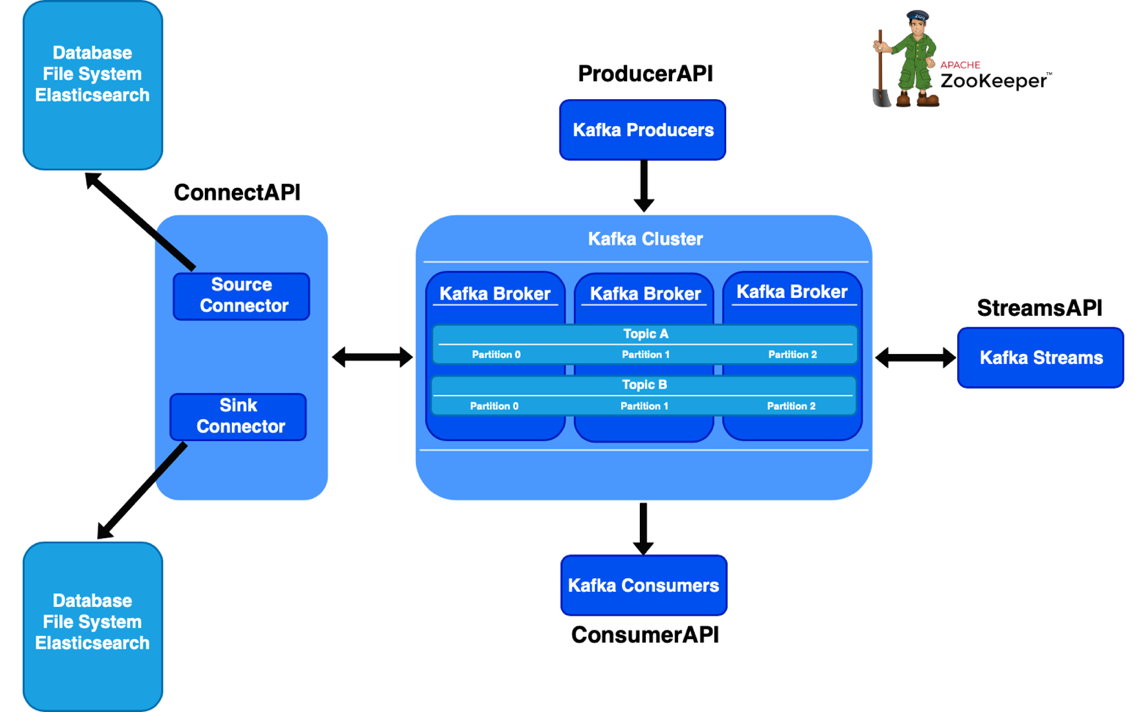 Database
File System
Elasticsearch
APACHE
ZooKeeper™
ProducerAPI
Kafka Producers
ConnectAPI
Source
Connector
Sink
Connector
Kafka Cluster
Kafka Broker
Kafka Broker
Kafka Broker
Topic A
Partition 0
Partition 1
Partition 2
Topic B
Partition 0
Partition 1
Partition 2
StreamsAPI
Kafka Streams
Kafka Consumers
ConsumerAPI
Database
File System
Elasticsearch